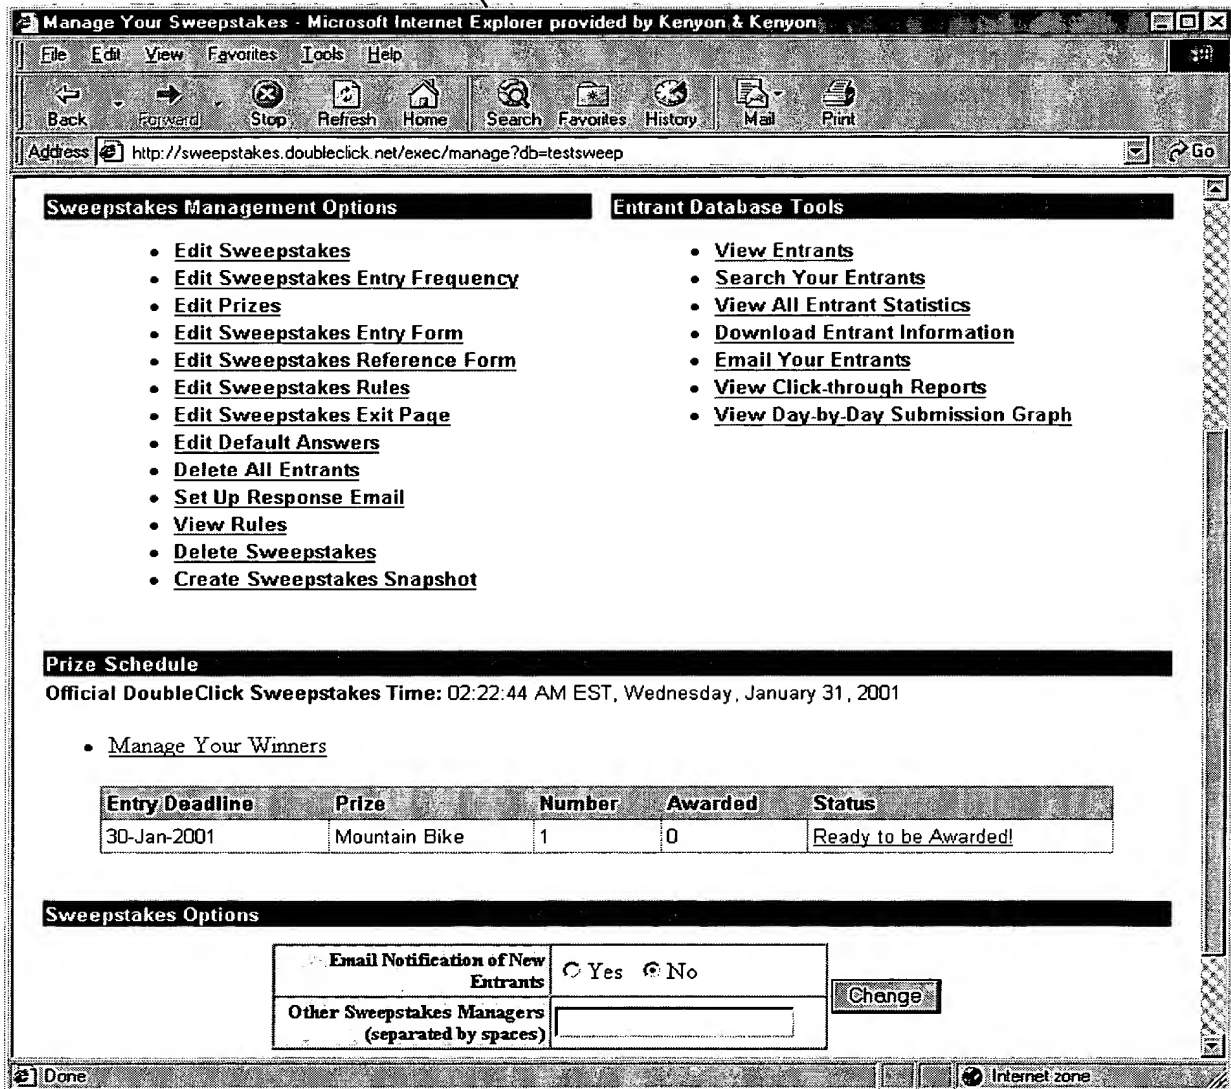 Manage Your Sweepstakes - Microsoft Internet Explorer provided by Kenyon & Kenyon
File Edit View Favorites Tools Help
Back Forward Stop Refresh Home Search Favorites History Mail Print
Address http://sweepstakes.doubleclick.net/exec/manage?db=testsweep Go
Sweepstakes Management Options
• Edit Sweepstakes
• Edit Sweepstakes Entry Frequency
• Edit Prizes
• Edit Sweepstakes Entry Form
• Edit Sweepstakes Reference Form
• Edit Sweepstakes Rules
• Edit Sweepstakes Exit Page
• Edit Default Answers
• Delete All Entrants
• Set Up Response Email
• View Rules
• Delete Sweepstakes
• Create Sweepstakes Snapshot
Entrant Database Tools
• View Entrants
• Search Your Entrants
• View All Entrant Statistics
• Download Entrant Information
• Email Your Entrants
• View Click-through Reports
• View Day-by-Day Submission Graph
Prize Schedule
Official DoubleClick Sweepstakes Time: 02:22:44 AM EST, Wednesday, January 31, 2001
• Manage Your Winners
Entry Deadline Prize Number Awarded Status
30-Jan-2001 Mountain Bike 1 0 Ready to be Awarded!
Sweepstakes Options
Email Notification of New
Entrants
Yes No
Other Sweepstakes Managers
(separated by spaces)
Change
Done Internet zone